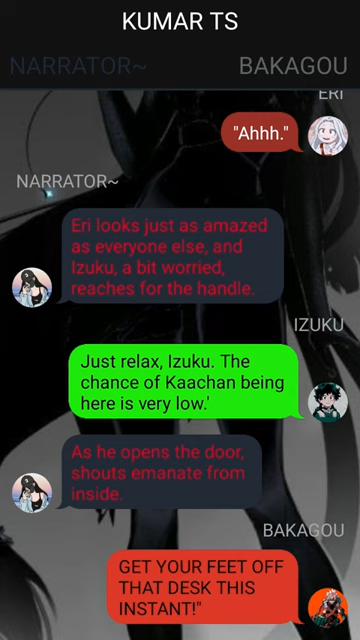 KUMAR TS
NARRATOR~
BAKAGOU
ERI
"Ahhh."
NARRATOR~
Eri looks just as amazed
as everyone else, and
Izuku, a bit worried,
reaches for the handle.
IZUKU
Just relax, Izuku. The
chance of Kaachan being
here is very low.'
As he opens the door,
shouts emanate from
inside.
BAKAGOU
GET YOUR FEET OFF
THAT DESK THIS
INSTANT!"